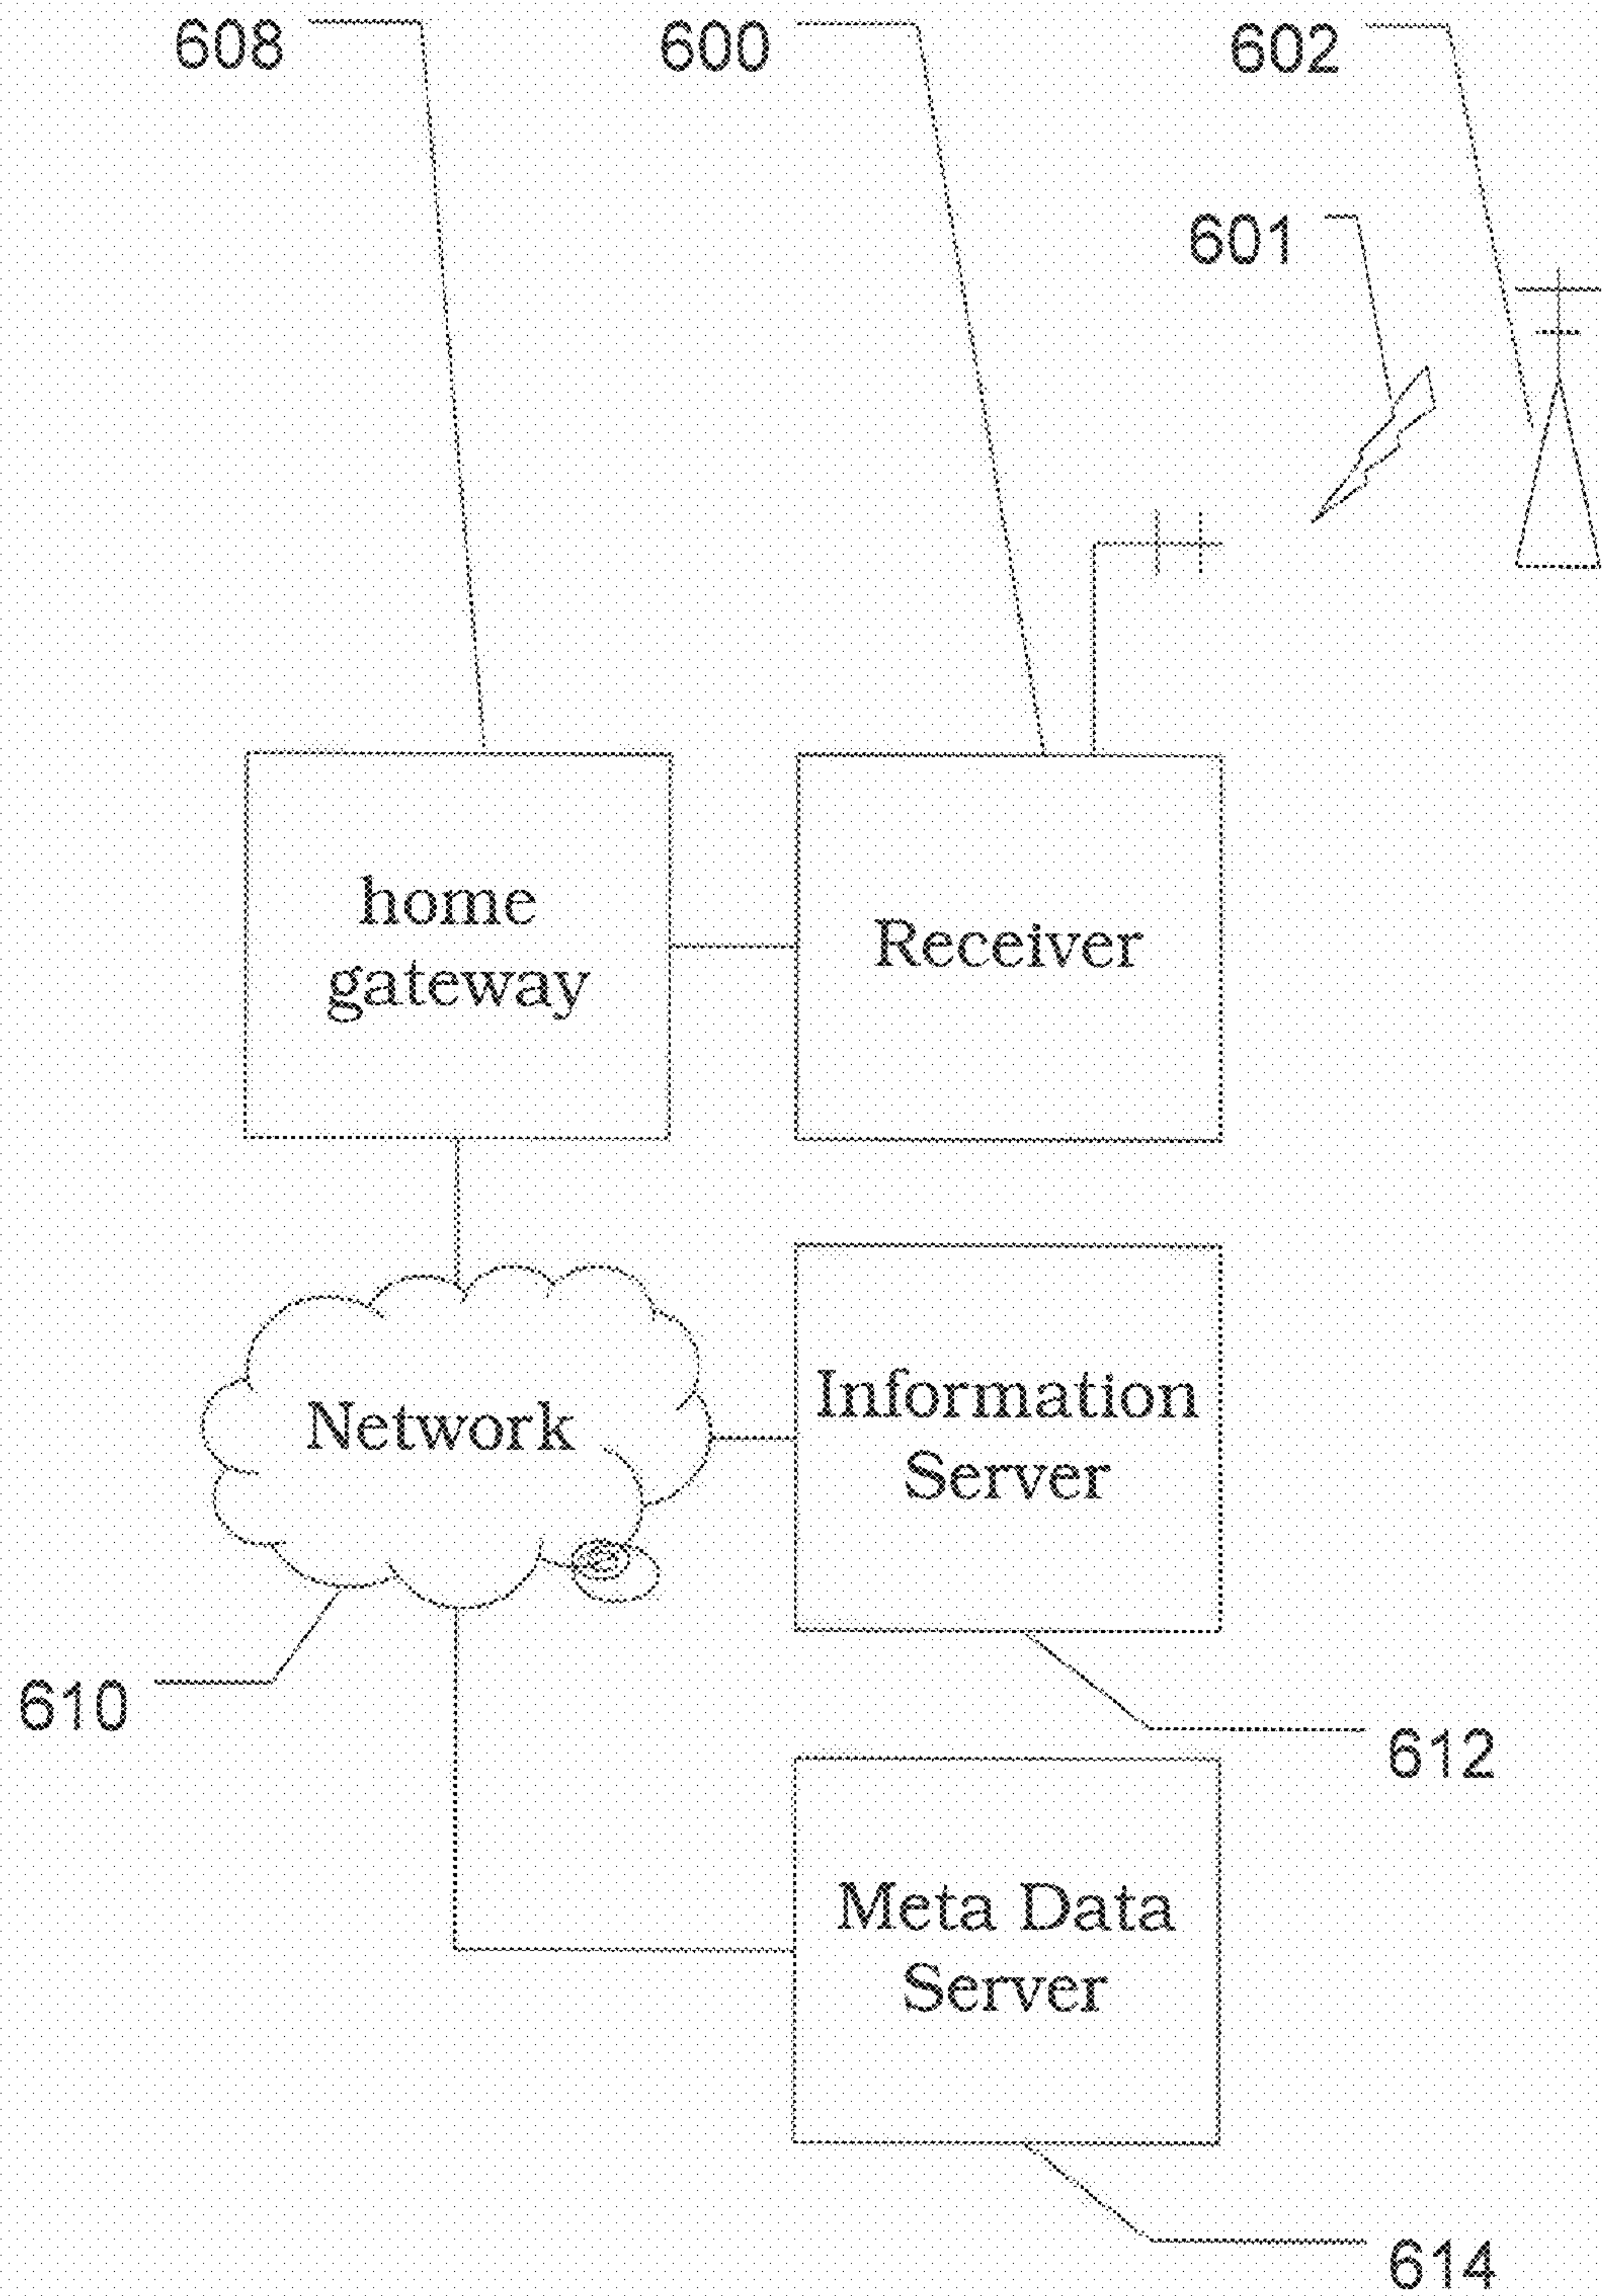 608
600
602
601
home
gateway
Receiver
Network
Information
Server
610
612
Meta Data
Server
614